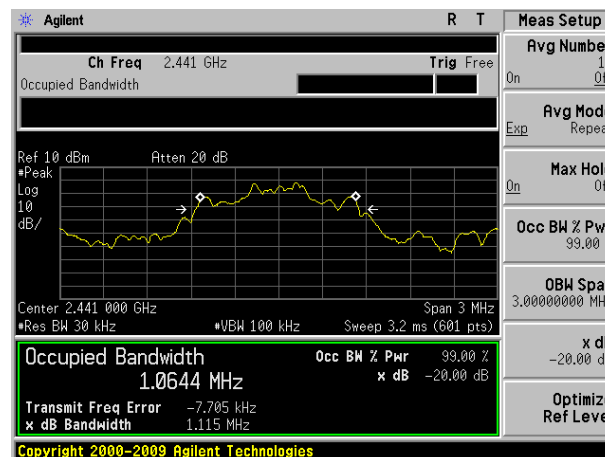 Agilent R T
Ch Freq 2.441 GHz Trig Free
Occupied Bandwidth
Ref 10 dBm Atten 20 dB
#Peak
Log
10
dB/
Center 2.441 000 GHz Span 3 MHz
#Res BW 30 kHz #VBW 100 kHz Sweep 3.2 ms (601 pts)
Occupied Bandwidth
1.0644 MHz
Occ BW % Pwr 99.00 %
x dB -20.00 dB
Transmit Freq Error -7.705 kHz
x dB Bandwidth 1.115 MHz
Copyright 2000-2009 Agilent Technologies
Meas Setup
Avg Numbe
1
On Of
Avg Mod
Exp Repea
Max Hol
On Of
Occ BW % Pw
99.00
OBW Spa
3.00000000 MH
x d
-20.00 d
Optimiz
Ref Leve